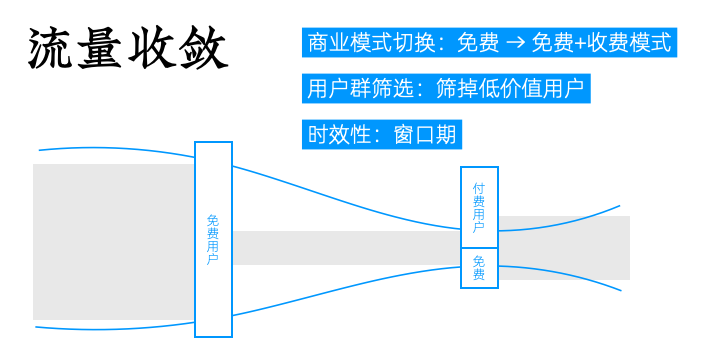 流量收敛
商业模式切换：免费 → 免费+收费模式
用户群筛选：筛掉低价值用户
时效性：窗口期
免费用户
付费用户
免费